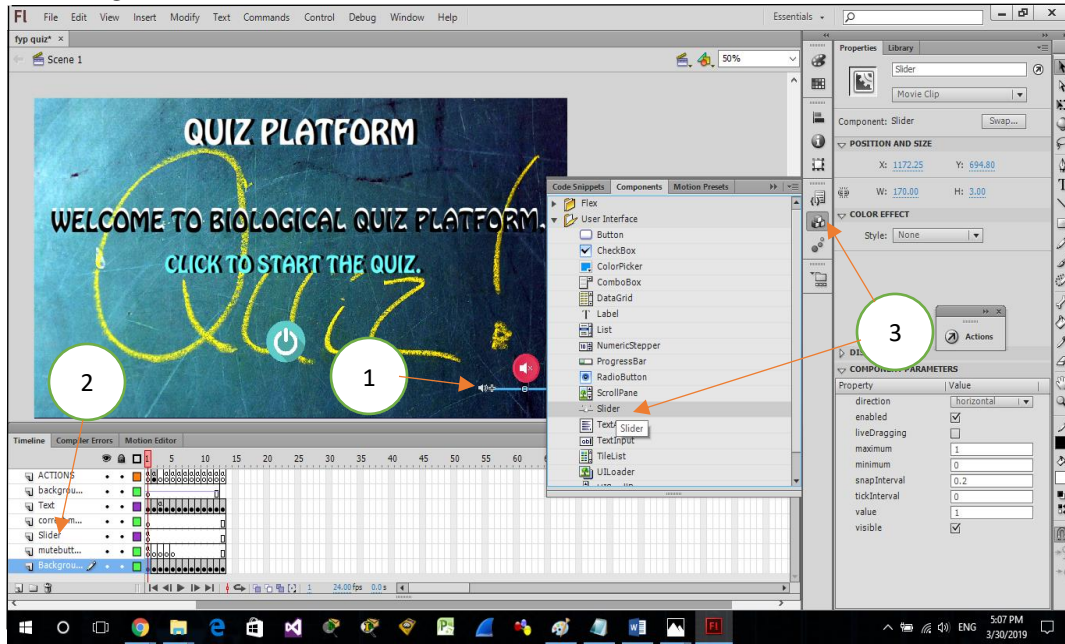 Fl File Edit View Insert Modify Text Commands Control Debug Window Help Essentials
fyp quiz* ×
Scene 1 50%
QUIZ PLATFORM
WELCOME TO BIOLOGICAL QUIZ PLATFORM.
CLICK TO START THE QUIZ.
Quiz!
1
2
3
Code Snippets Components Motion Presets
Flex
User Interface
Button
CheckBox
ColorPicker
ComboBox
DataGrid
Label
List
NumericStepper
ProgressBar
RadioButton
ScrollPane
Slider
Slider
TextInput
TileList
UILoader
Properties Library
Slider
Movie Clip
Component: Slider Swap...
POSITION AND SIZE
X: 1172.25 Y: 694.80
W: 170.00 H: 3.00
COLOR EFFECT
Style: None
Actions
COMPONENT PARAMETERS
Property Value
direction horizontal
enabled
liveDragging
maximum 1
minimum 0
snapInterval 0.2
tickInterval 0
value 1
visible
Timeline Compiler Errors Motion Editor
1 5 10 15 20 25 30 35 40 45 50 55 60
ACTIONS
backgrou...
Text
Slider
mutebutt...
Backgrou...
1 24.00 fps 0.0 s
ENG 5:07 PM
3/30/2019